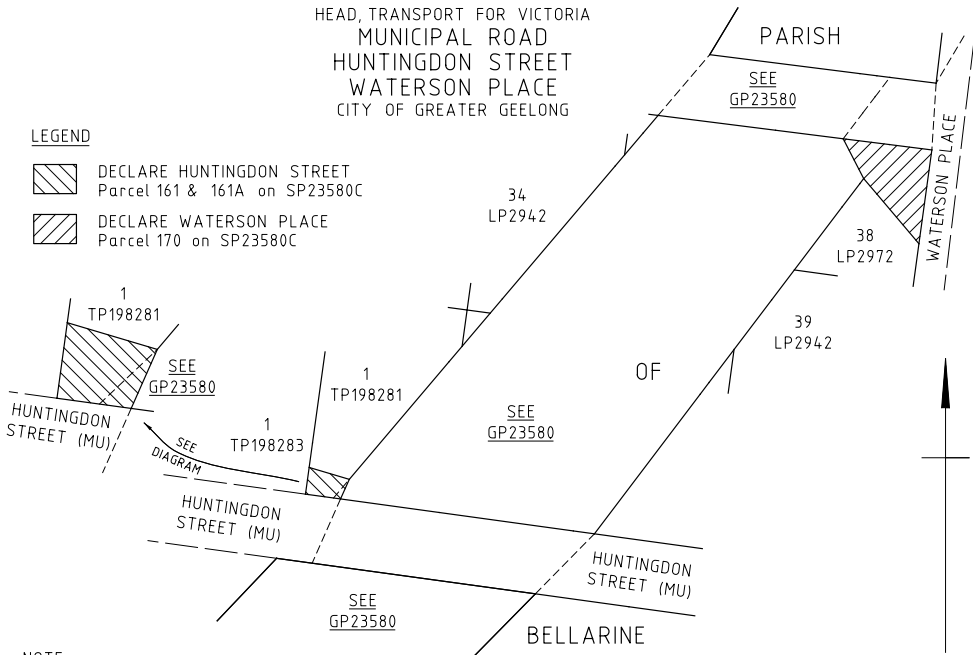 HEAD, TRANSPORT FOR VICTORIA
MUNICIPAL ROAD
HUNTINGDON STREET
WATERSON PLACE
CITY OF GREATER GEELONG
PARISH
SEE
GP23580
LEGEND
DECLARE HUNTINGDON STREET
Parcel 161 & 161A on SP23580C
DECLARE WATERSON PLACE
Parcel 170 on SP23580C
WATERSON PLACE
34
LP2942
38
LP2972
39
LP2942
1
TP198281
SEE
GP23580
HUNTINGDON
STREET (MU)
SEE
DIAGRAM
1
TP198283
1
TP198281
OF
SEE
GP23580
HUNTINGDON
STREET (MU)
HUNTINGDON
STREET (MU)
SEE
GP23580
BELLARINE